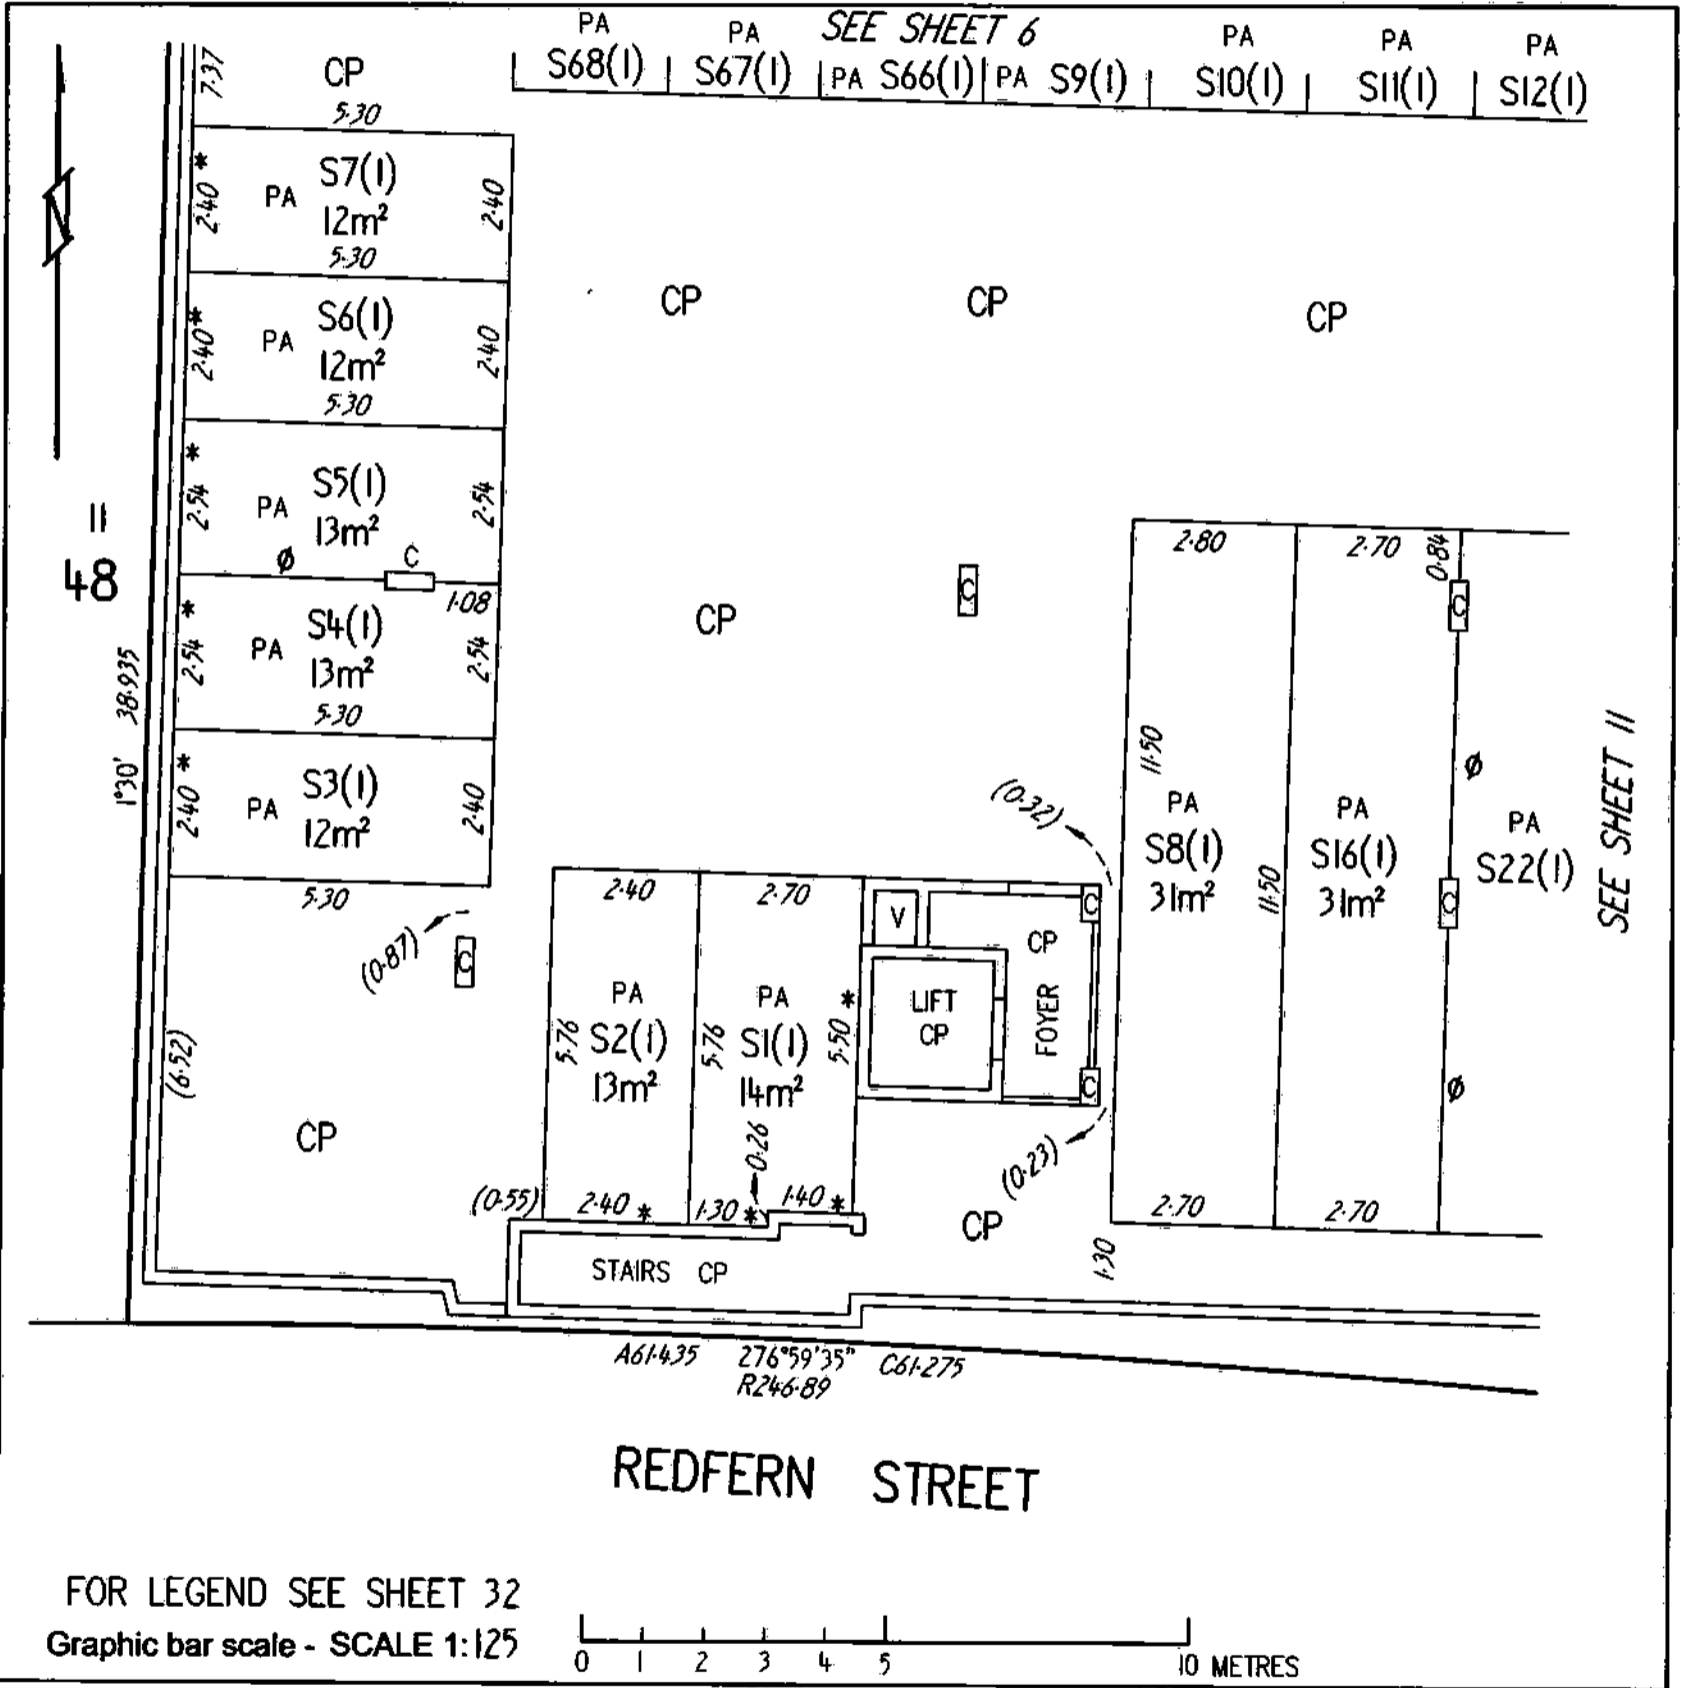 SEE SHEET 6
PA S68(1)
PA S67(1)
PA S66(1)
PA S9(1)
PA S10(1)
PA S11(1)
PA S12(1)
7·37
CP
5·30
2·40 *
PA S7(1)
12m²
2·40
5·30
2·40 *
PA S6(1)
12m²
2·40
5·30
CP
CP
CP
2·54 *
PA S5(1)
13m²
2·54
Ø
C
1·08
11
48
2·54 *
PA S4(1)
13m²
2·54
5·30
1°30' 38·935
2·40 *
PA S3(1)
12m²
2·40
5·30
(0·87)
C
(6·52)
CP
CP
C
2·80
2·70
0·84
C
11·50
PA
S8(1)
31m²
11·50
PA
S16(1)
31m²
Ø
C
PA
S22(1)
Ø
SEE SHEET 11
(0·32)
2·40
2·70
V
C
CP
FOYER
LIFT
CP
C
PA
5·76 S2(1)
13m²
PA
5·76 S1(1)
14m²
5·50 *
0·26
(0·23)
(0·55)
2·40 *
1·30 *
1·40 *
CP
2·70
2·70
1·30
STAIRS CP
A61·435 276°59'35" C61·275
R246·89
REDFERN STREET
FOR LEGEND SEE SHEET 32
Graphic bar scale - SCALE 1:125
0 1 2 3 4 5 10 METRES